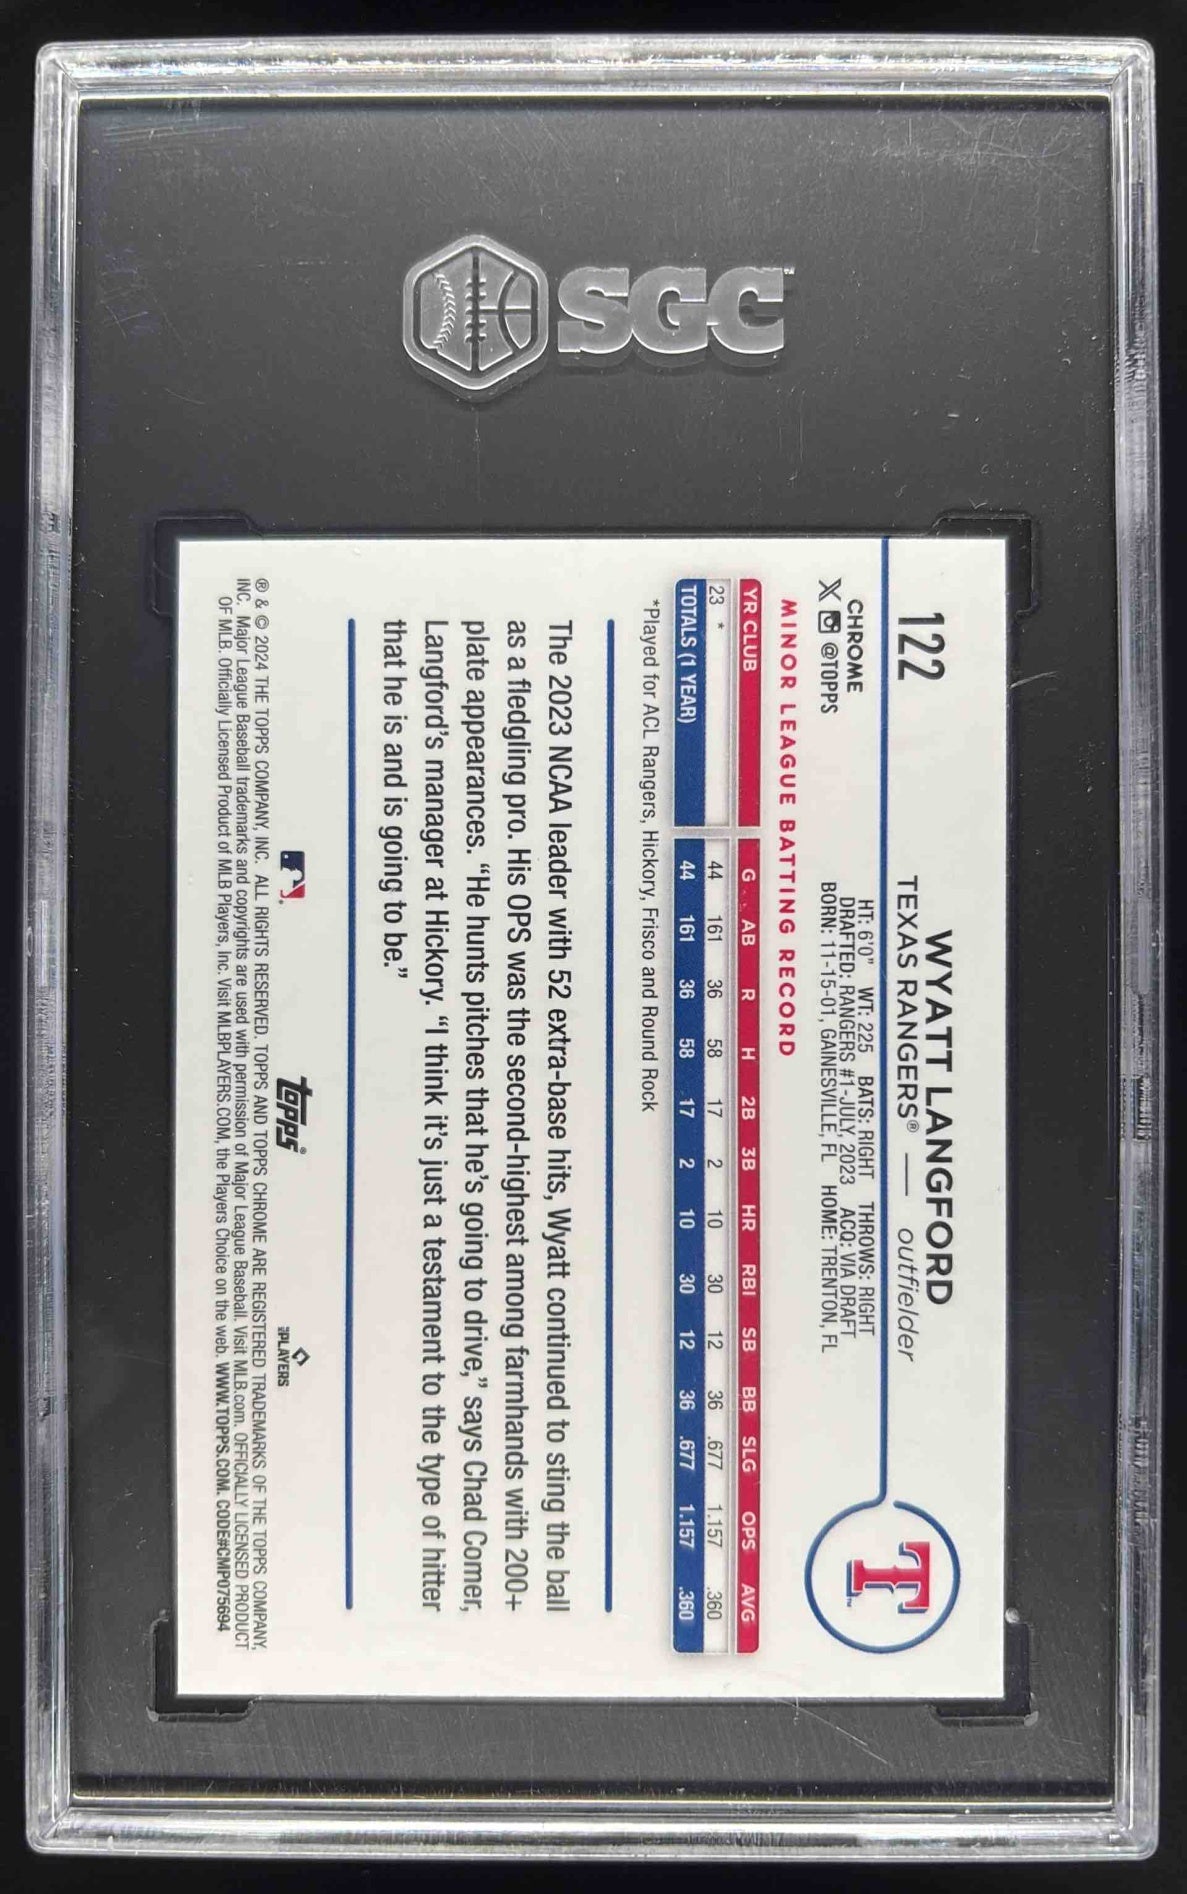 SGC™
122
WYATT LANGFORD
TEXAS RANGERS® — outfielder
CHROME
@TOPPS
HT: 6'0" WT: 225 BATS: RIGHT THROWS: RIGHT
DRAFTED: RANGERS #1-JULY, 2023 ACQ: VIA DRAFT
BORN: 11-15-01, GAINESVILLE, FL HOME: TRENTON, FL
T™
MINOR LEAGUE BATTING RECORD
YR CLUB G AB R H 2B 3B HR RBI SB BB SLG OPS AVG
23 * 44 161 36 58 17 2 10 30 12 36 .677 1.157 .360
TOTALS (1 YEAR) 44 161 36 58 17 2 10 30 12 36 .677 1.157 .360
*Played for ACL Rangers, Hickory, Frisco and Round Rock
The 2023 NCAA leader with 52 extra-base hits, Wyatt continued to sting the ball
as a fledgling pro. His OPS was the second-highest among farmhands with 200+
plate appearances. “He hunts pitches that he's going to drive,” says Chad Comer,
Langford's manager at Hickory. “I think it's just a testament to the type of hitter
that he is and is going to be.”
topps®
PLAYERS
® & © 2024 THE TOPPS COMPANY, INC. ALL RIGHTS RESERVED. TOPPS AND TOPPS CHROME ARE REGISTERED TRADEMARKS OF THE TOPPS COMPANY,
INC. Major League Baseball trademarks and copyrights are used with permission of Major League Baseball. Visit MLB.com. OFFICIALLY LICENSED PRODUCT
OF MLB. Officially Licensed Product of MLB Players, Inc. Visit MLBPLAYERS.COM, the Players Choice on the web. WWW.TOPPS.COM. CODE#CMP075694